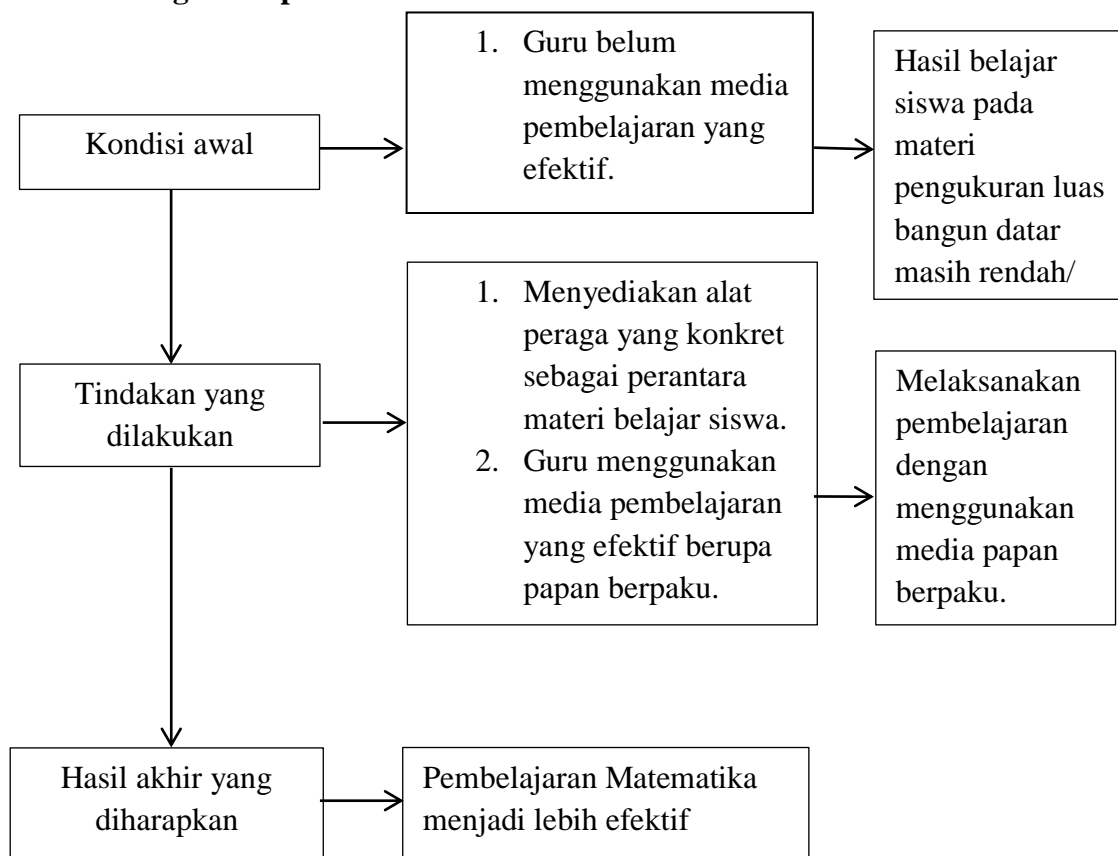 Kondisi awal
1. Guru belum
menggunakan media
pembelajaran yang
efektif.
Hasil belajar
siswa pada
materi
pengukuran luas
bangun datar
masih rendah/
Tindakan yang
dilakukan
1. Menyediakan alat
peraga yang konkret
sebagai perantara
materi belajar siswa.
2. Guru menggunakan
media pembelajaran
yang efektif berupa
papan berpaku.
Melaksanakan
pembelajaran
dengan
menggunakan
media papan
berpaku.
Hasil akhir yang
diharapkan
Pembelajaran Matematika
menjadi lebih efektif